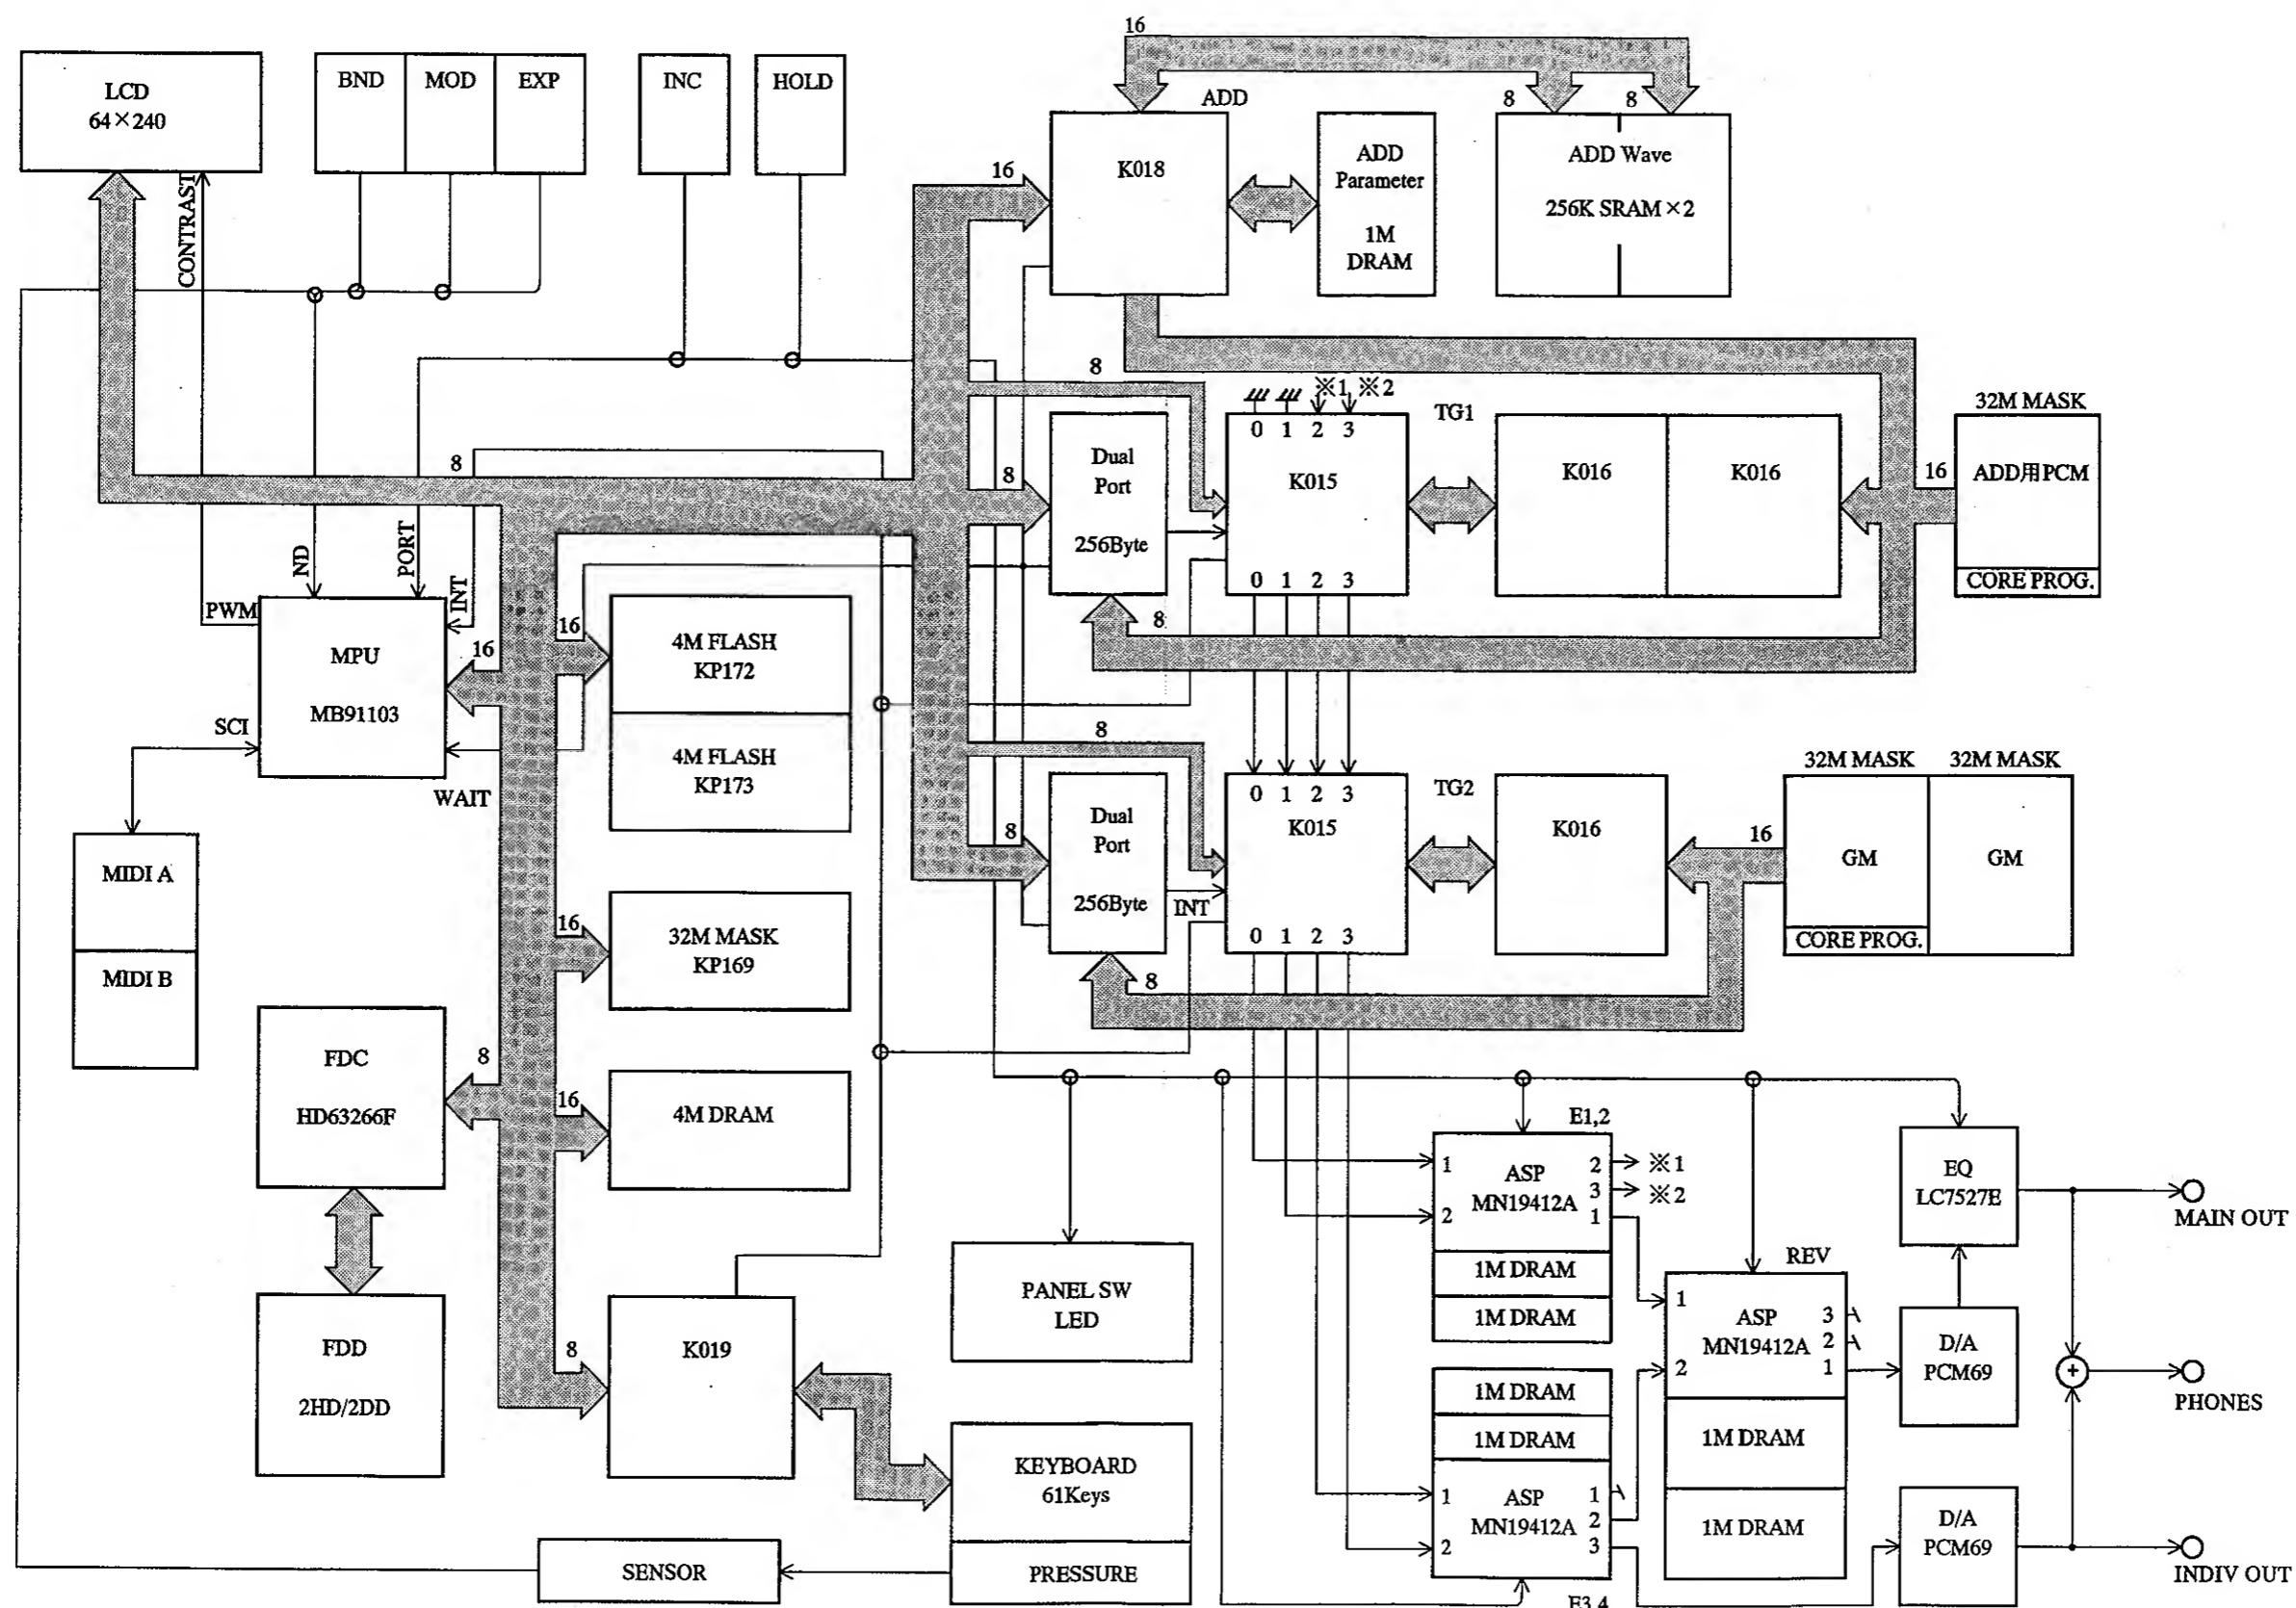 16
LCD
64×240
BND
MOD
EXP
INC
HOLD
ADD
8
8
CONTRAST
16
K018
ADD
Parameter
1M
DRAM
ADD Wave
256K SRAM×2
8
※1 ※2
0 1 2 3
TG1
32M MASK
8
8
Dual
Port
256Byte
K015
K016
K016
16
ADD用PCM
CORE PROG.
0 1 2 3
8
ND
PORT
INT
PWM
MPU
MB91103
16
SCI
WAIT
16
4M FLASH
KP172
4M FLASH
KP173
8
8
Dual
Port
256Byte
INT
0 1 2 3
K015
0 1 2 3
TG2
K016
16
32M MASK
32M MASK
GM
GM
CORE PROG.
8
MIDI A
MIDI B
16
32M MASK
KP169
FDC
HD63266F
8
16
4M DRAM
E1,2
1
2
ASP
MN19412A
2
3
1
※1
※2
1M DRAM
1M DRAM
EQ
LC7527E
MAIN OUT
FDD
2HD/2DD
8
K019
PANEL SW
LED
REV
1
2
ASP
MN19412A
3
2
1
1M DRAM
1M DRAM
D/A
PCM69
+
PHONES
KEYBOARD
61Keys
PRESSURE
SENSOR
1M DRAM
1M DRAM
1
2
ASP
MN19412A
1
2
3
E3,4
D/A
PCM69
INDIV OUT